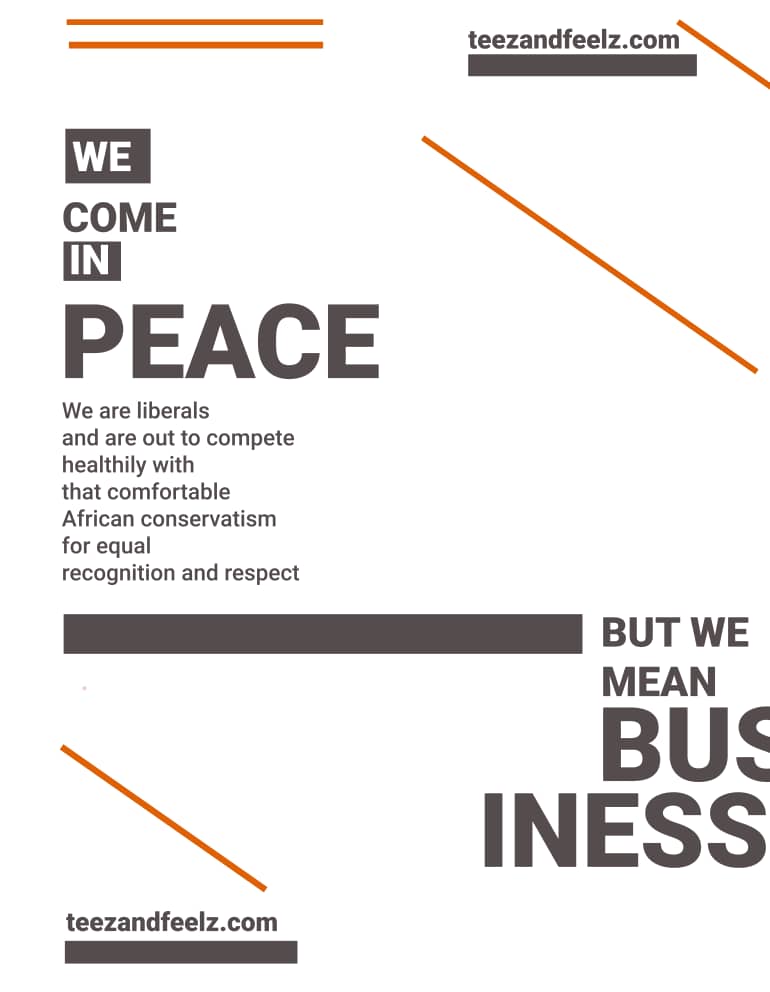 teezandfeelz.com
WE
COME
IN
PEACE
We are liberals
and are out to compete
healthily with
that comfortable
African conservatism
for equal
recognition and respect
BUT WE
MEAN
BUS
INESS
teezandfeelz.com